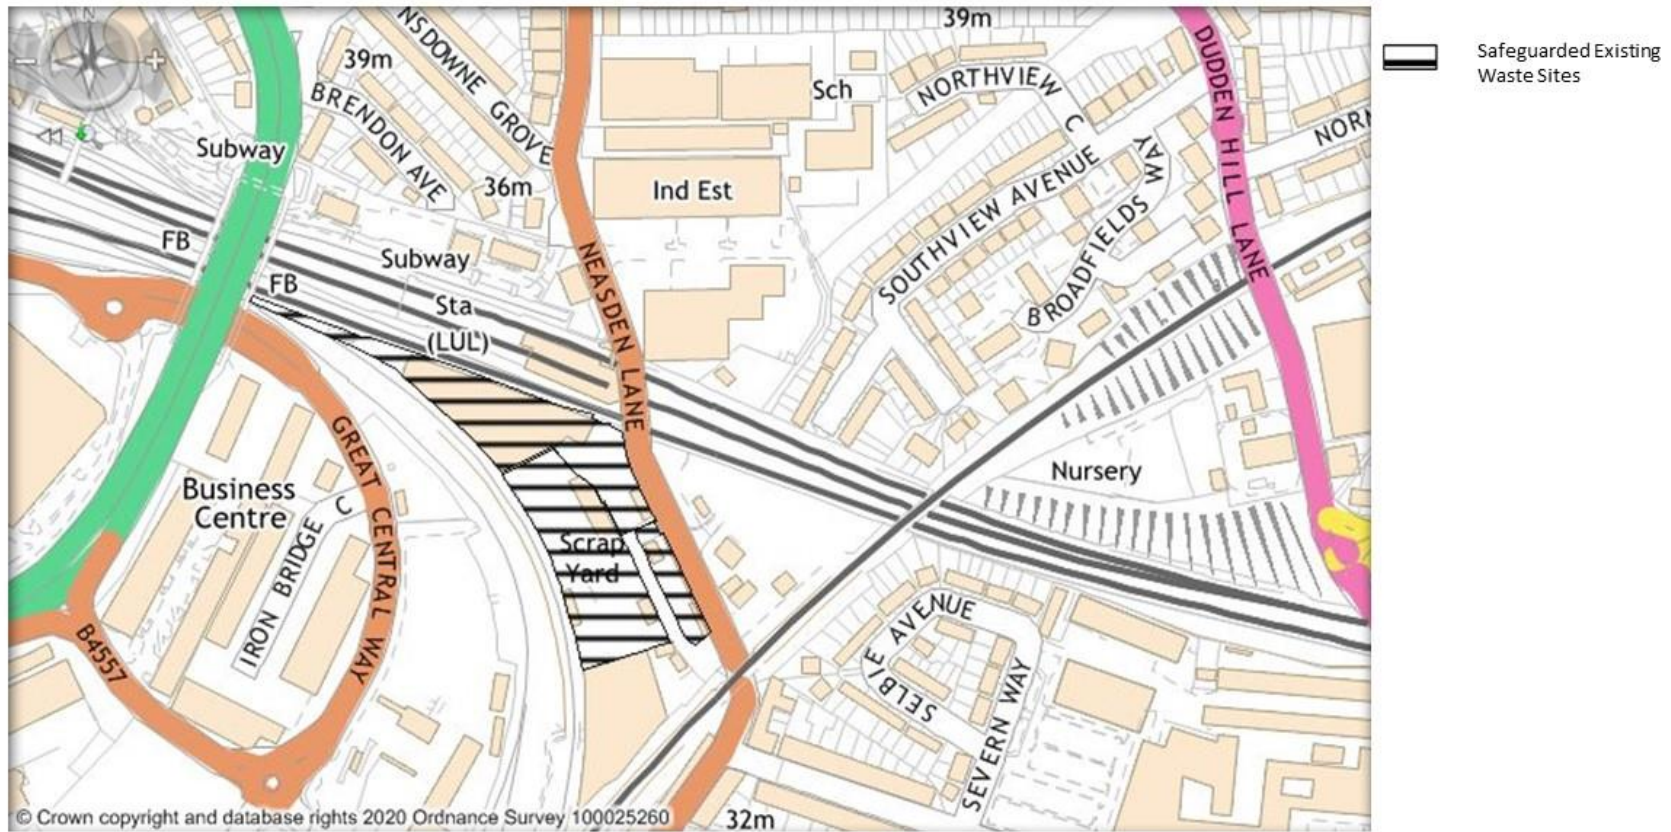 39m
Safeguarded Existing
Waste Sites
NSDOWNE GROVE
DUDDEN HILL LANE
39m
Sch
NORTHVIEW C
BRENDON AVE
NORM
Subway
SOUTHVIEW AVENUE
BROADFIELDS WAY
36m
Ind Est
FB
Subway
NEASDEN LANE
FB
Sta
(LUL)
GREAT CENTRAL WAY
Business
Centre
IRON BRIDGE C
Nursery
Scrap
Yard
B4557
SELBIE AVENUE
SEVERN WAY
© Crown copyright and database rights 2020 Ordnance Survey 100025260
32m